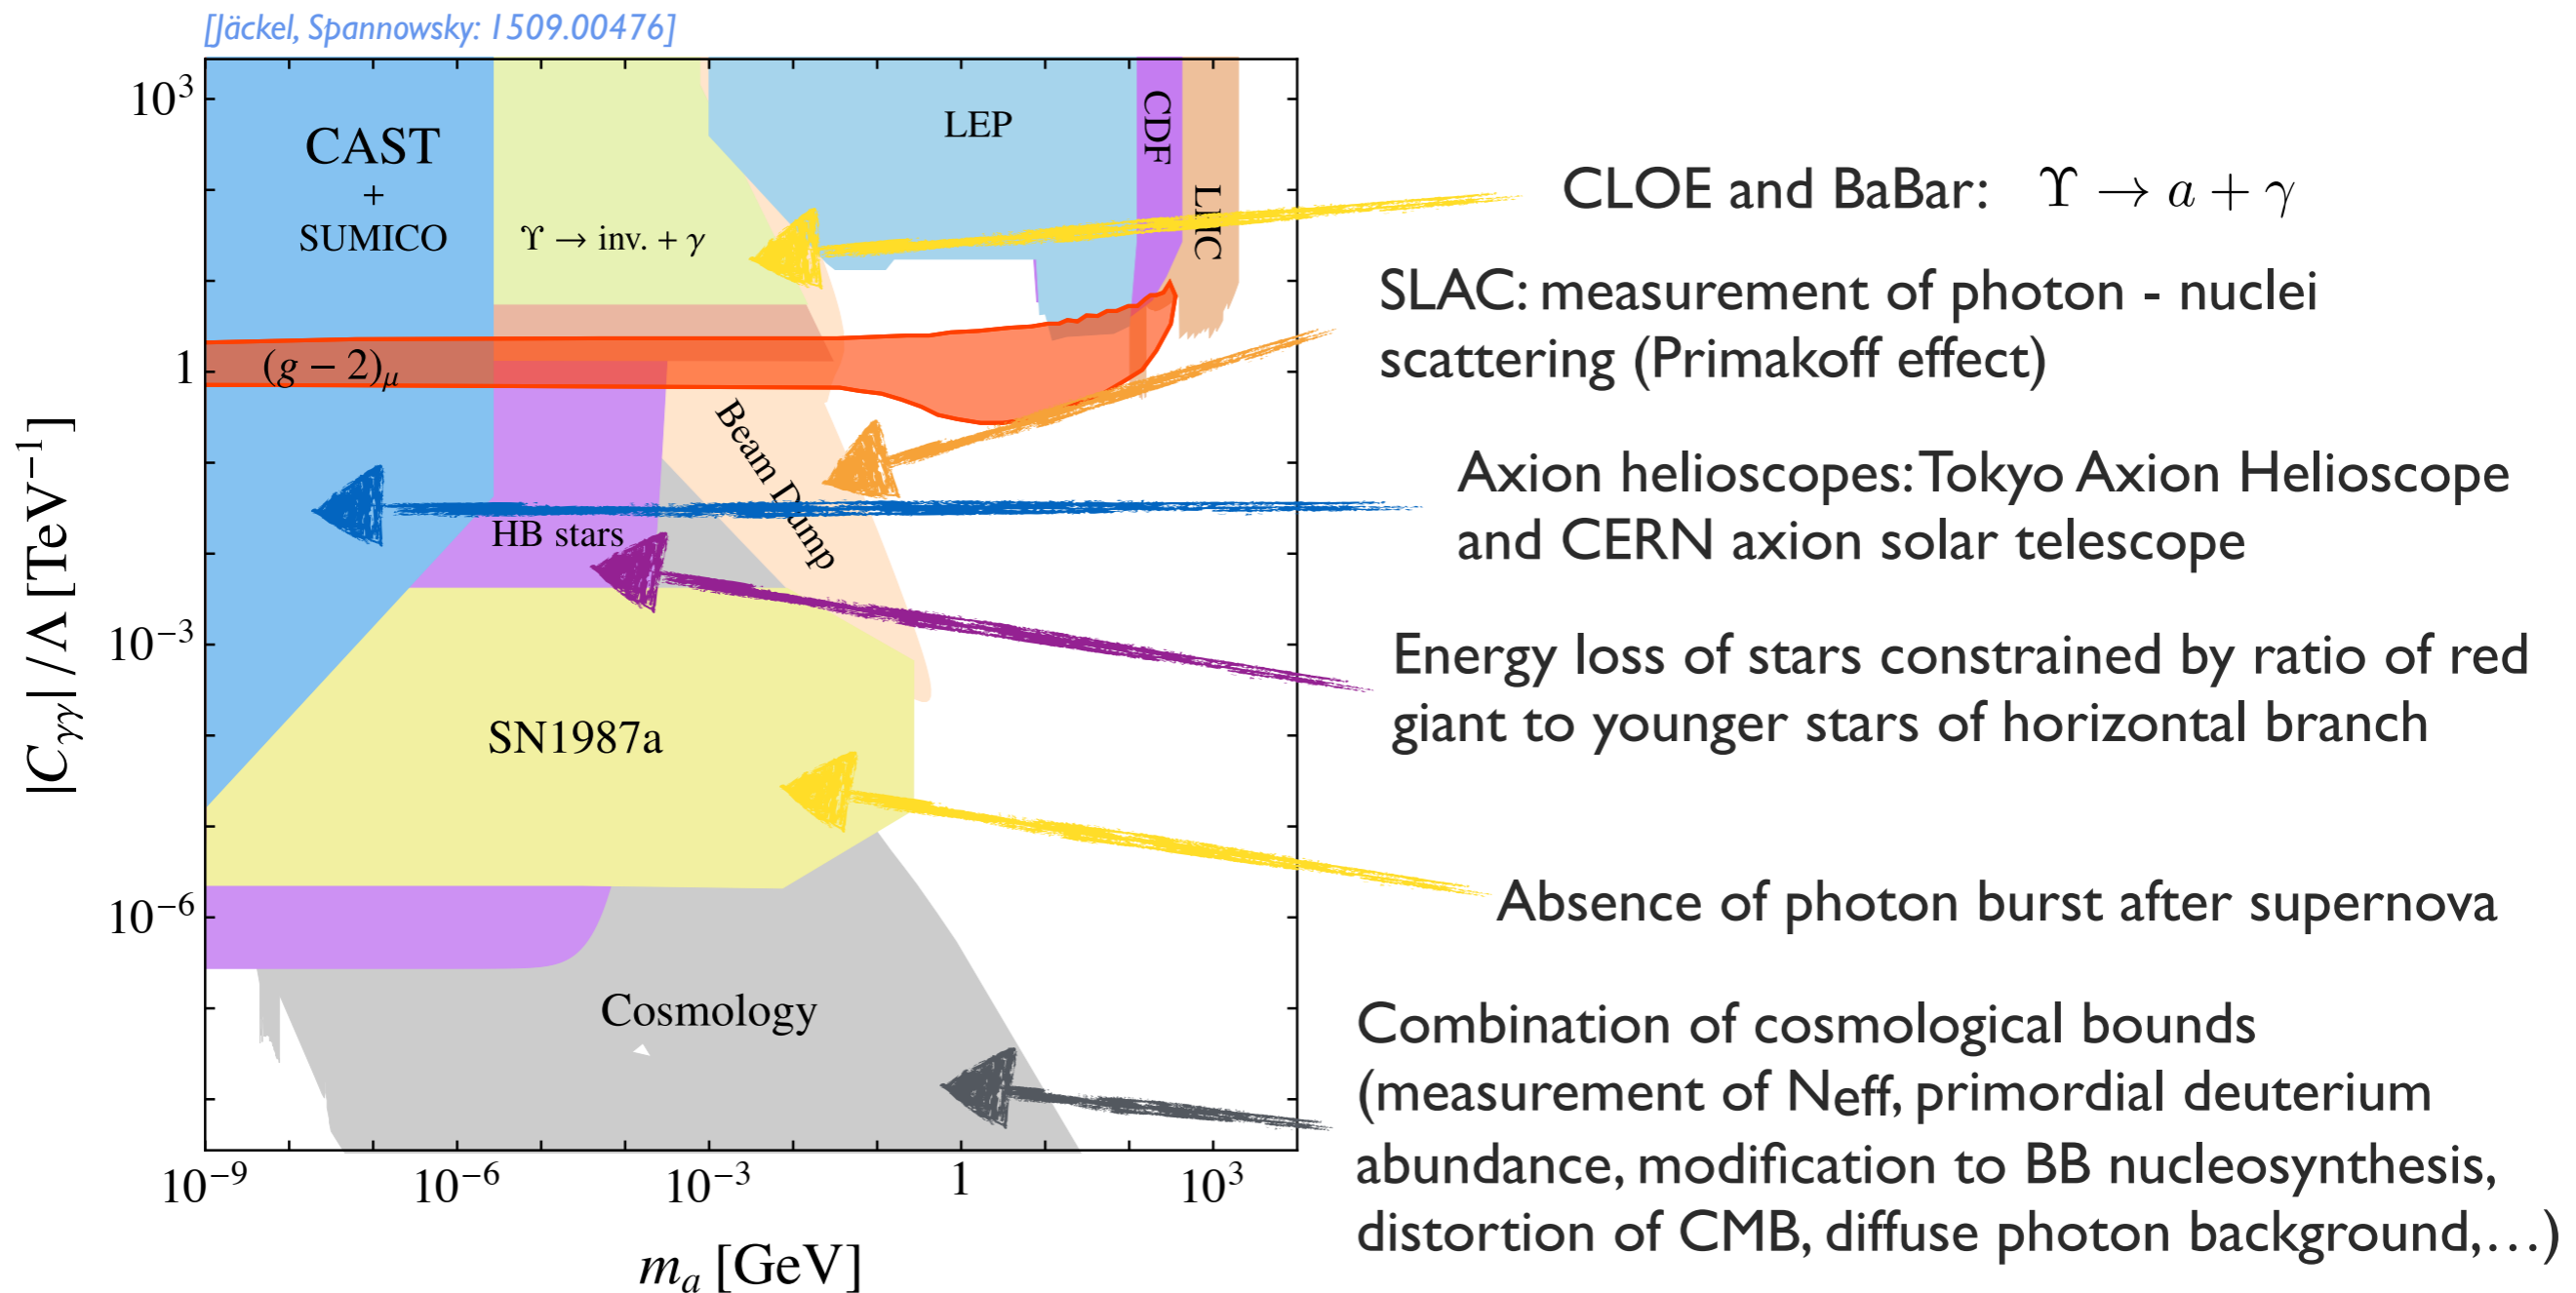 [Jäckel, Spannowsky: 1509.00476]
10³
1
10⁻³
10⁻⁶
|C_γγ| / Λ [TeV⁻¹]
CAST
+
SUMICO
Υ → inv. + γ
LEP
CDF
LHC
(g − 2)_μ
Beam Dump
HB stars
SN1987a
Cosmology
10⁻⁹
10⁻⁶
10⁻³
1
10³
m_a [GeV]
CLOE and BaBar: Υ → a + γ
SLAC: measurement of photon - nuclei
scattering (Primakoff effect)
Axion helioscopes: Tokyo Axion Helioscope
and CERN axion solar telescope
Energy loss of stars constrained by ratio of red
giant to younger stars of horizontal branch
Absence of photon burst after supernova
Combination of cosmological bounds
(measurement of Neff, primordial deuterium
abundance, modification to BB nucleosynthesis,
distortion of CMB, diffuse photon background,…)